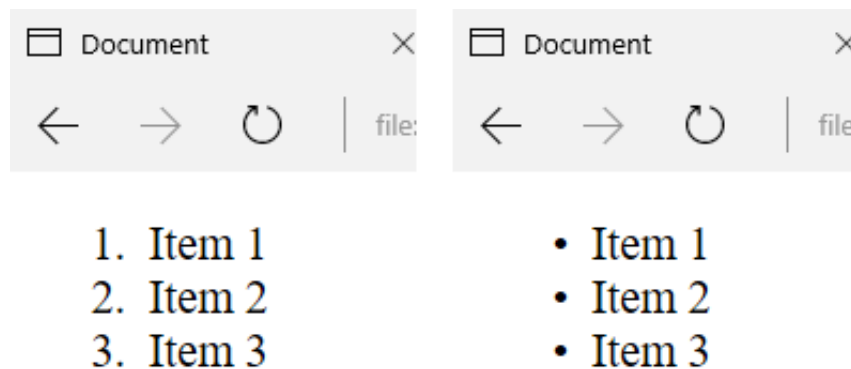 Document
file:
1. Item 1
2. Item 2
3. Item 3
Document
file
• Item 1
• Item 2
• Item 3